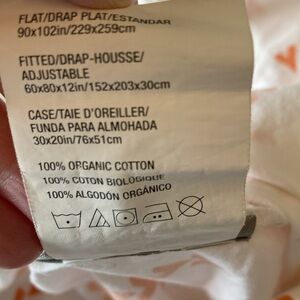 FLAT/DRAP PLAT/ESTANDAR
90x102in/229x259cm
FITTED/DRAP-HOUSSE/
ADJUSTABLE
60x80x12in/152x203x30cm
CASE/TAIE D'OREILLER/
FUNDA PARA ALMOHADA
30x20in/76x51cm
100% ORGANIC COTTON
100% CUTON BIOLOGIQUE
100% ALGODÓN ORGÁNICO